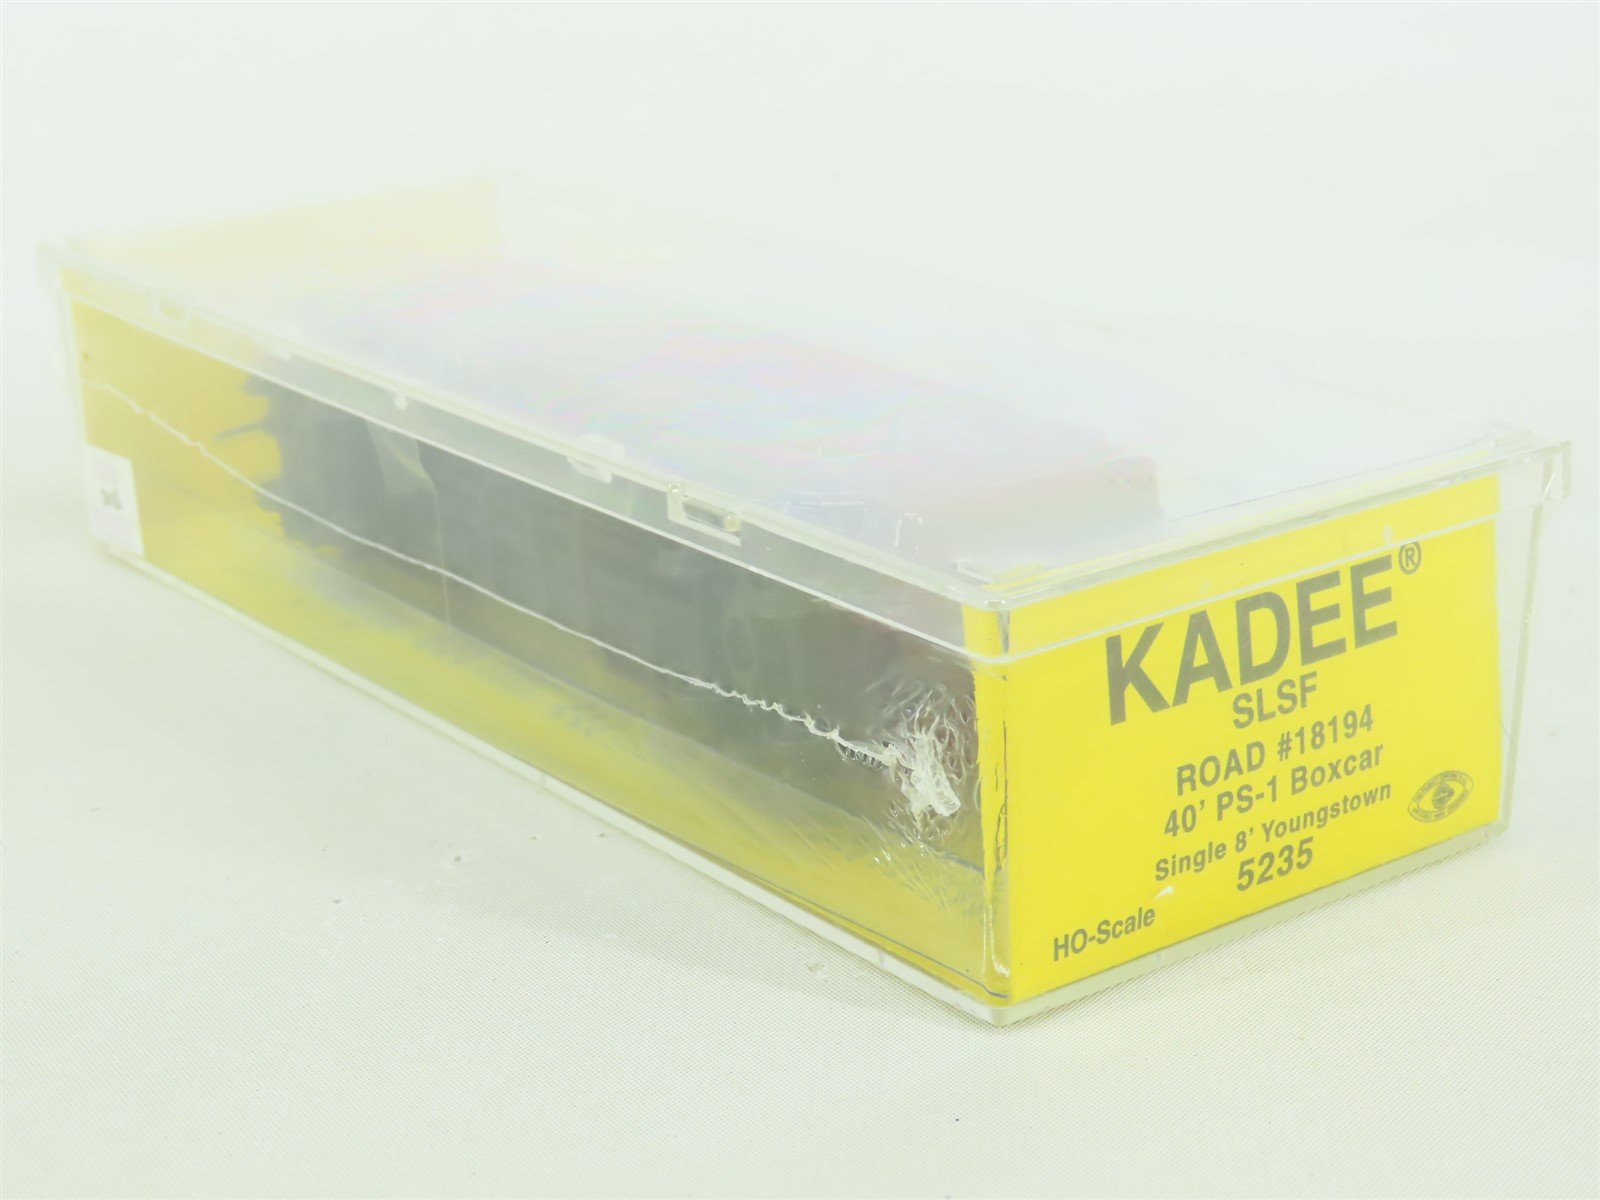 KADEE®
SLSF
ROAD #18194
40' PS-1 Boxcar
Single 8' Youngstown
5235
HO-Scale